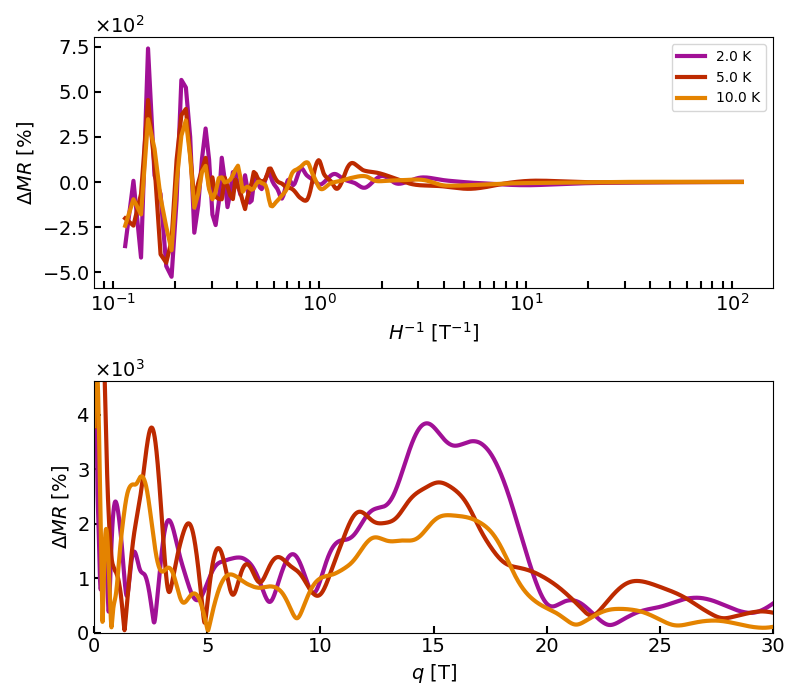 ×10²
7.5
5.0
2.5
0.0
−2.5
−5.0
ΔMR [%]
2.0 K
5.0 K
10.0 K
10⁻¹ 10⁰ 10¹ 10²
H⁻¹ [T⁻¹]
×10³
4
3
2
1
0
ΔMR [%]
0 5 10 15 20 25 30
q [T]